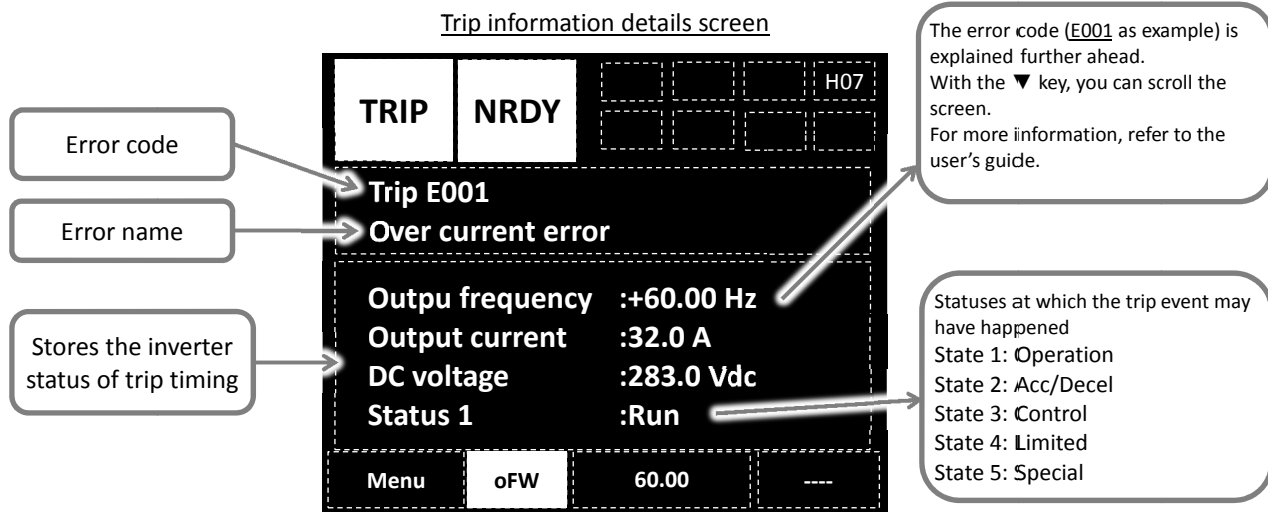 Trip information details screen
Error code
Error name
Stores the inverter
status of trip timing
TRIP
NRDY
H07
Trip E001
Over current error
Outpu frequency :+60.00 Hz
Output current :32.0 A
DC voltage :283.0 Vdc
Status 1 :Run
Menu
oFW
60.00
----
The error code (E001 as example) is
explained further ahead.
With the ▼ key, you can scroll the
screen.
For more information, refer to the
user's guide.
Statuses at which the trip event may
have happened
State 1: Operation
State 2: Acc/Decel
State 3: Control
State 4: Limited
State 5: Special